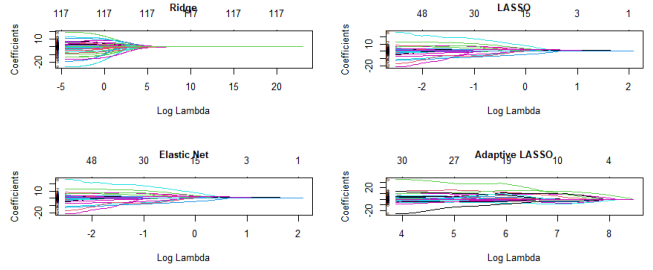 Ridge
117 117 117 117 117 117
Coefficients
10
-20
-5 0 5 10 15 20
Log Lambda
LASSO
48 30 15 3 1
Coefficients
10
-20
-2 -1 0 1 2
Log Lambda
Elastic Net
48 30 15 3 1
Coefficients
10
-20
-2 -1 0 1 2
Log Lambda
Adaptive LASSO
30 27 19 10 4
Coefficients
20
-20
4 5 6 7 8
Log Lambda